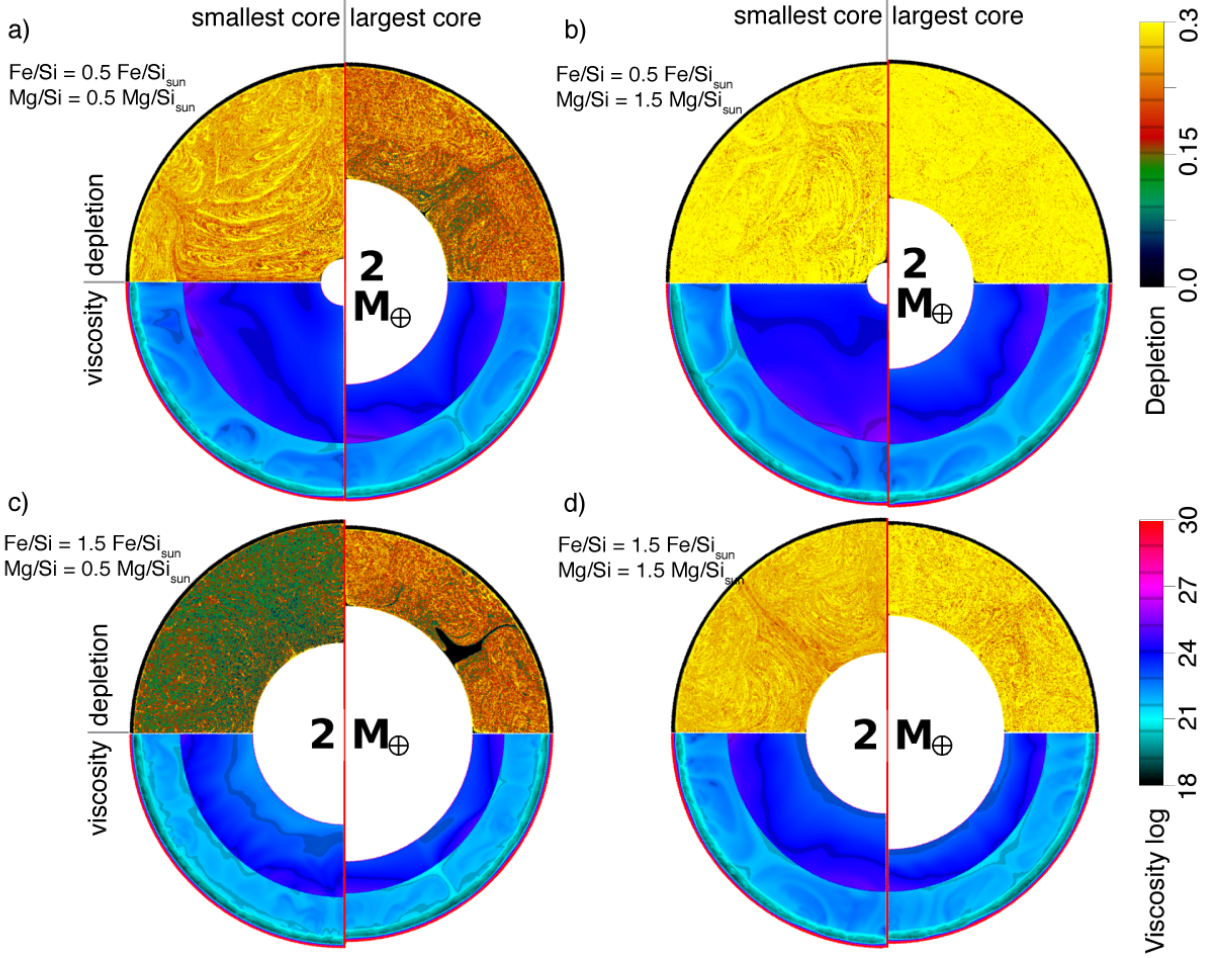 smallest core largest core
a)
Fe/Si = 0.5 Fe/Si_sun
Mg/Si = 0.5 Mg/Si_sun
depletion
viscosity
2
M⊕
b)
smallest core largest core
Fe/Si = 0.5 Fe/Si_sun
Mg/Si = 1.5 Mg/Si_sun
2
M⊕
0.3
0.15
0.0
Depletion
c)
Fe/Si = 1.5 Fe/Si_sun
Mg/Si = 0.5 Mg/Si_sun
depletion
viscosity
2 M⊕
d)
Fe/Si = 1.5 Fe/Si_sun
Mg/Si = 1.5 Mg/Si_sun
2 M⊕
30
27
24
21
18
Viscosity log